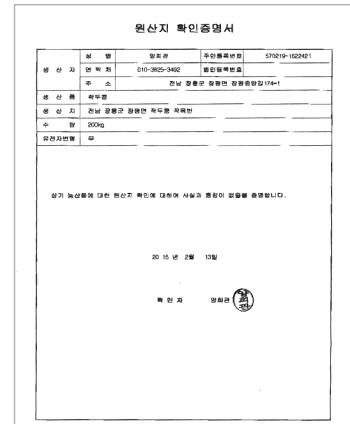 원산지 확인증명서
생 산 자 성 명 양회관 주민등록번호 570219-1622421
연 락 처 010-3825-3492 법인등록번호
주 소 전남 장흥군 장평면 장평중앙길174-1
생 산 품 작두콩
생 산 지 전남 장흥군 장평면 작두콩 작목반
수 량 200kg
유전자변형 무
상기 농산물에 대한 원산지 확인에 대하여 사실과 틀림이 없음을 증명합니다.
20 15 년 2월 13일
확 인 자 양회관